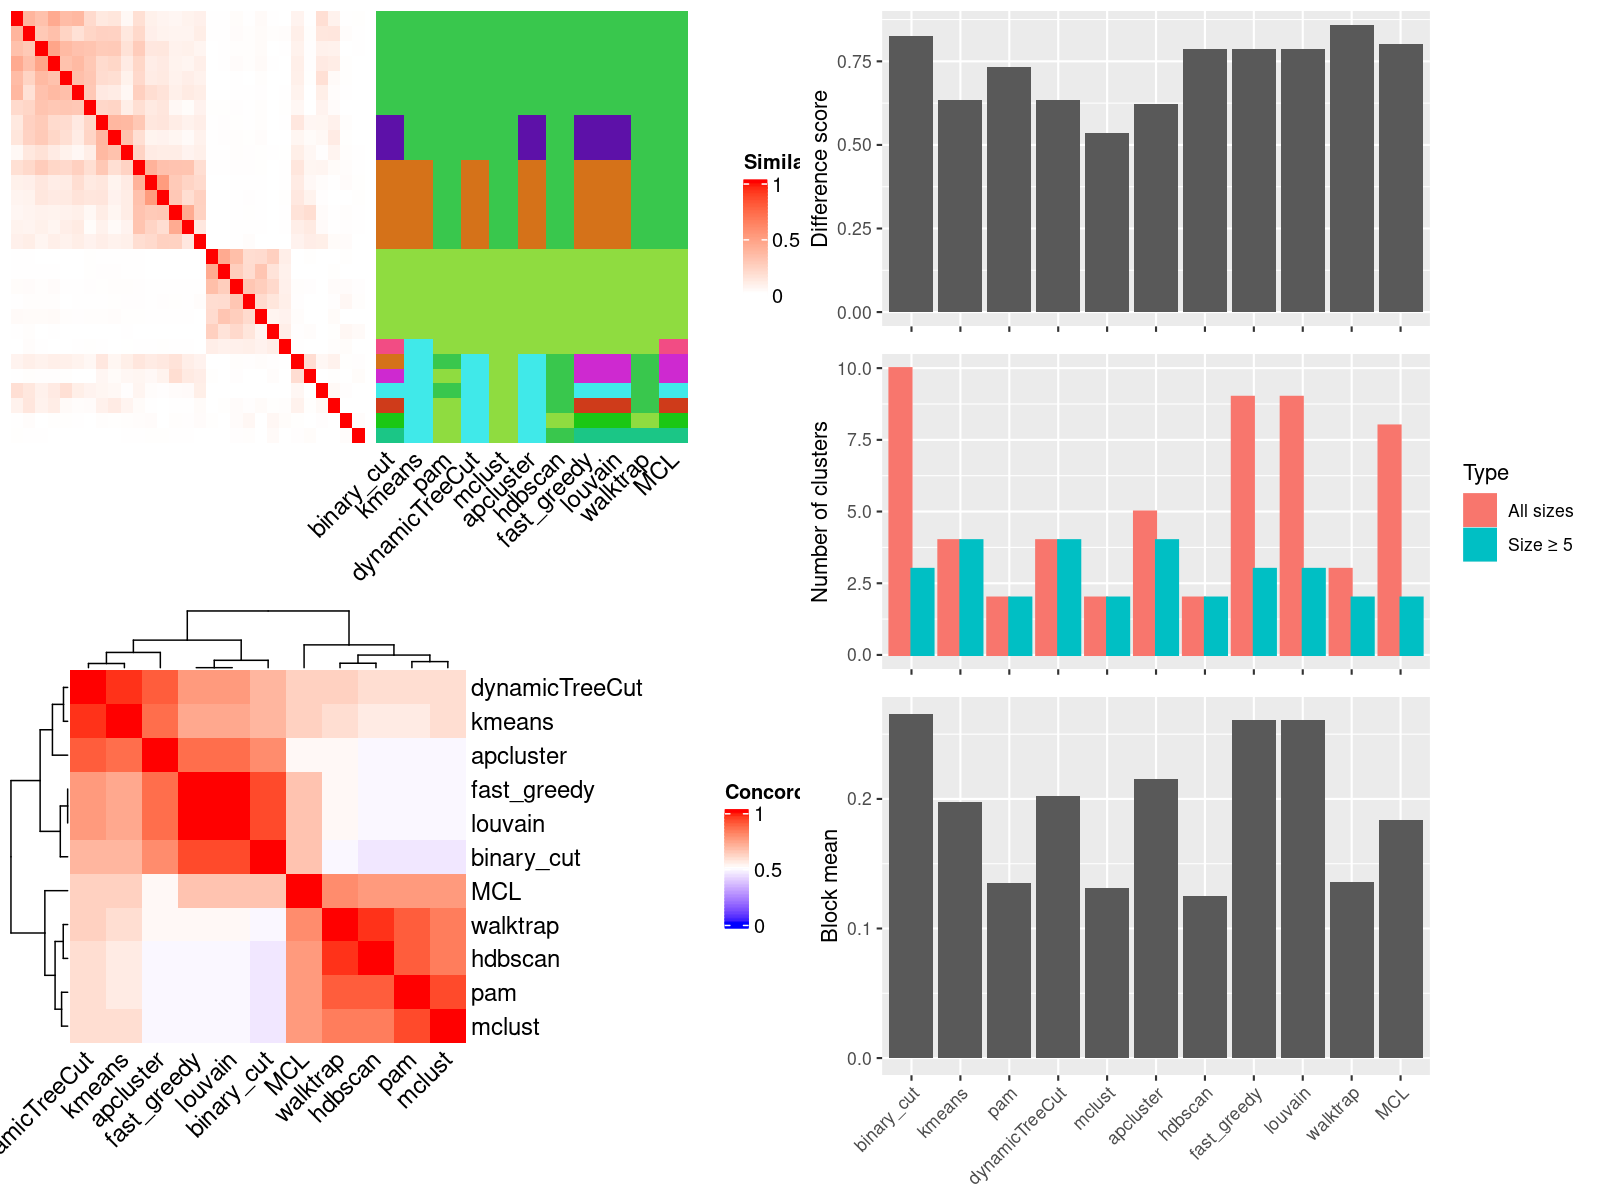 Simila
1
0.5
0
binary_cut
kmeans
pam
dynamicTreeCut
mclust
apcluster
hdbscan
fast_greedy
louvain
walktrap
MCL
dynamicTreeCut
kmeans
apcluster
fast_greedy
louvain
binary_cut
MCL
walktrap
hdbscan
pam
mclust
amicTreeCut
kmeans
apcluster
fast_greedy
louvain
binary_cut
MCL
walktrap
hdbscan
pam
mclust
Concord
1
0.5
0
Difference score
0.75
0.50
0.25
0.00
Number of clusters
10.0
7.5
5.0
2.5
0.0
Type
All sizes
Size ≥ 5
Block mean
0.2
0.1
0.0
binary_cut
kmeans
pam
dynamicTreeCut
mclust
apcluster
hdbscan
fast_greedy
louvain
walktrap
MCL